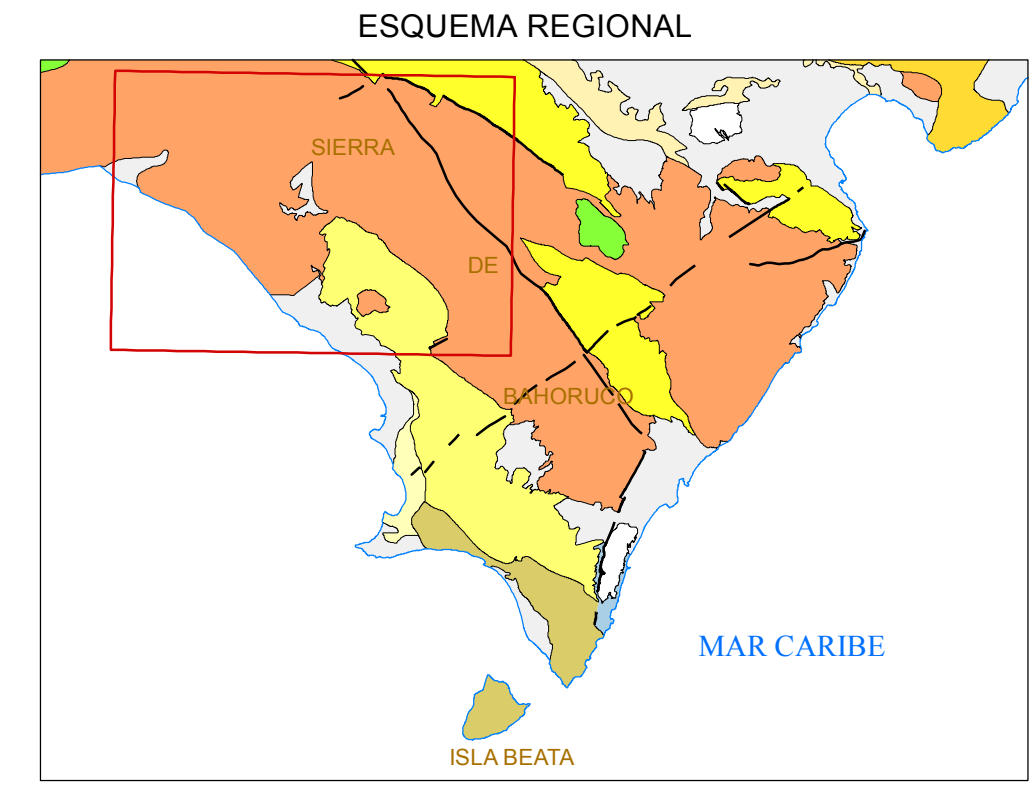 ESQUEMA REGIONAL
SIERRA
DE
BAHORUCO
MAR CARIBE
ISLA BEATA